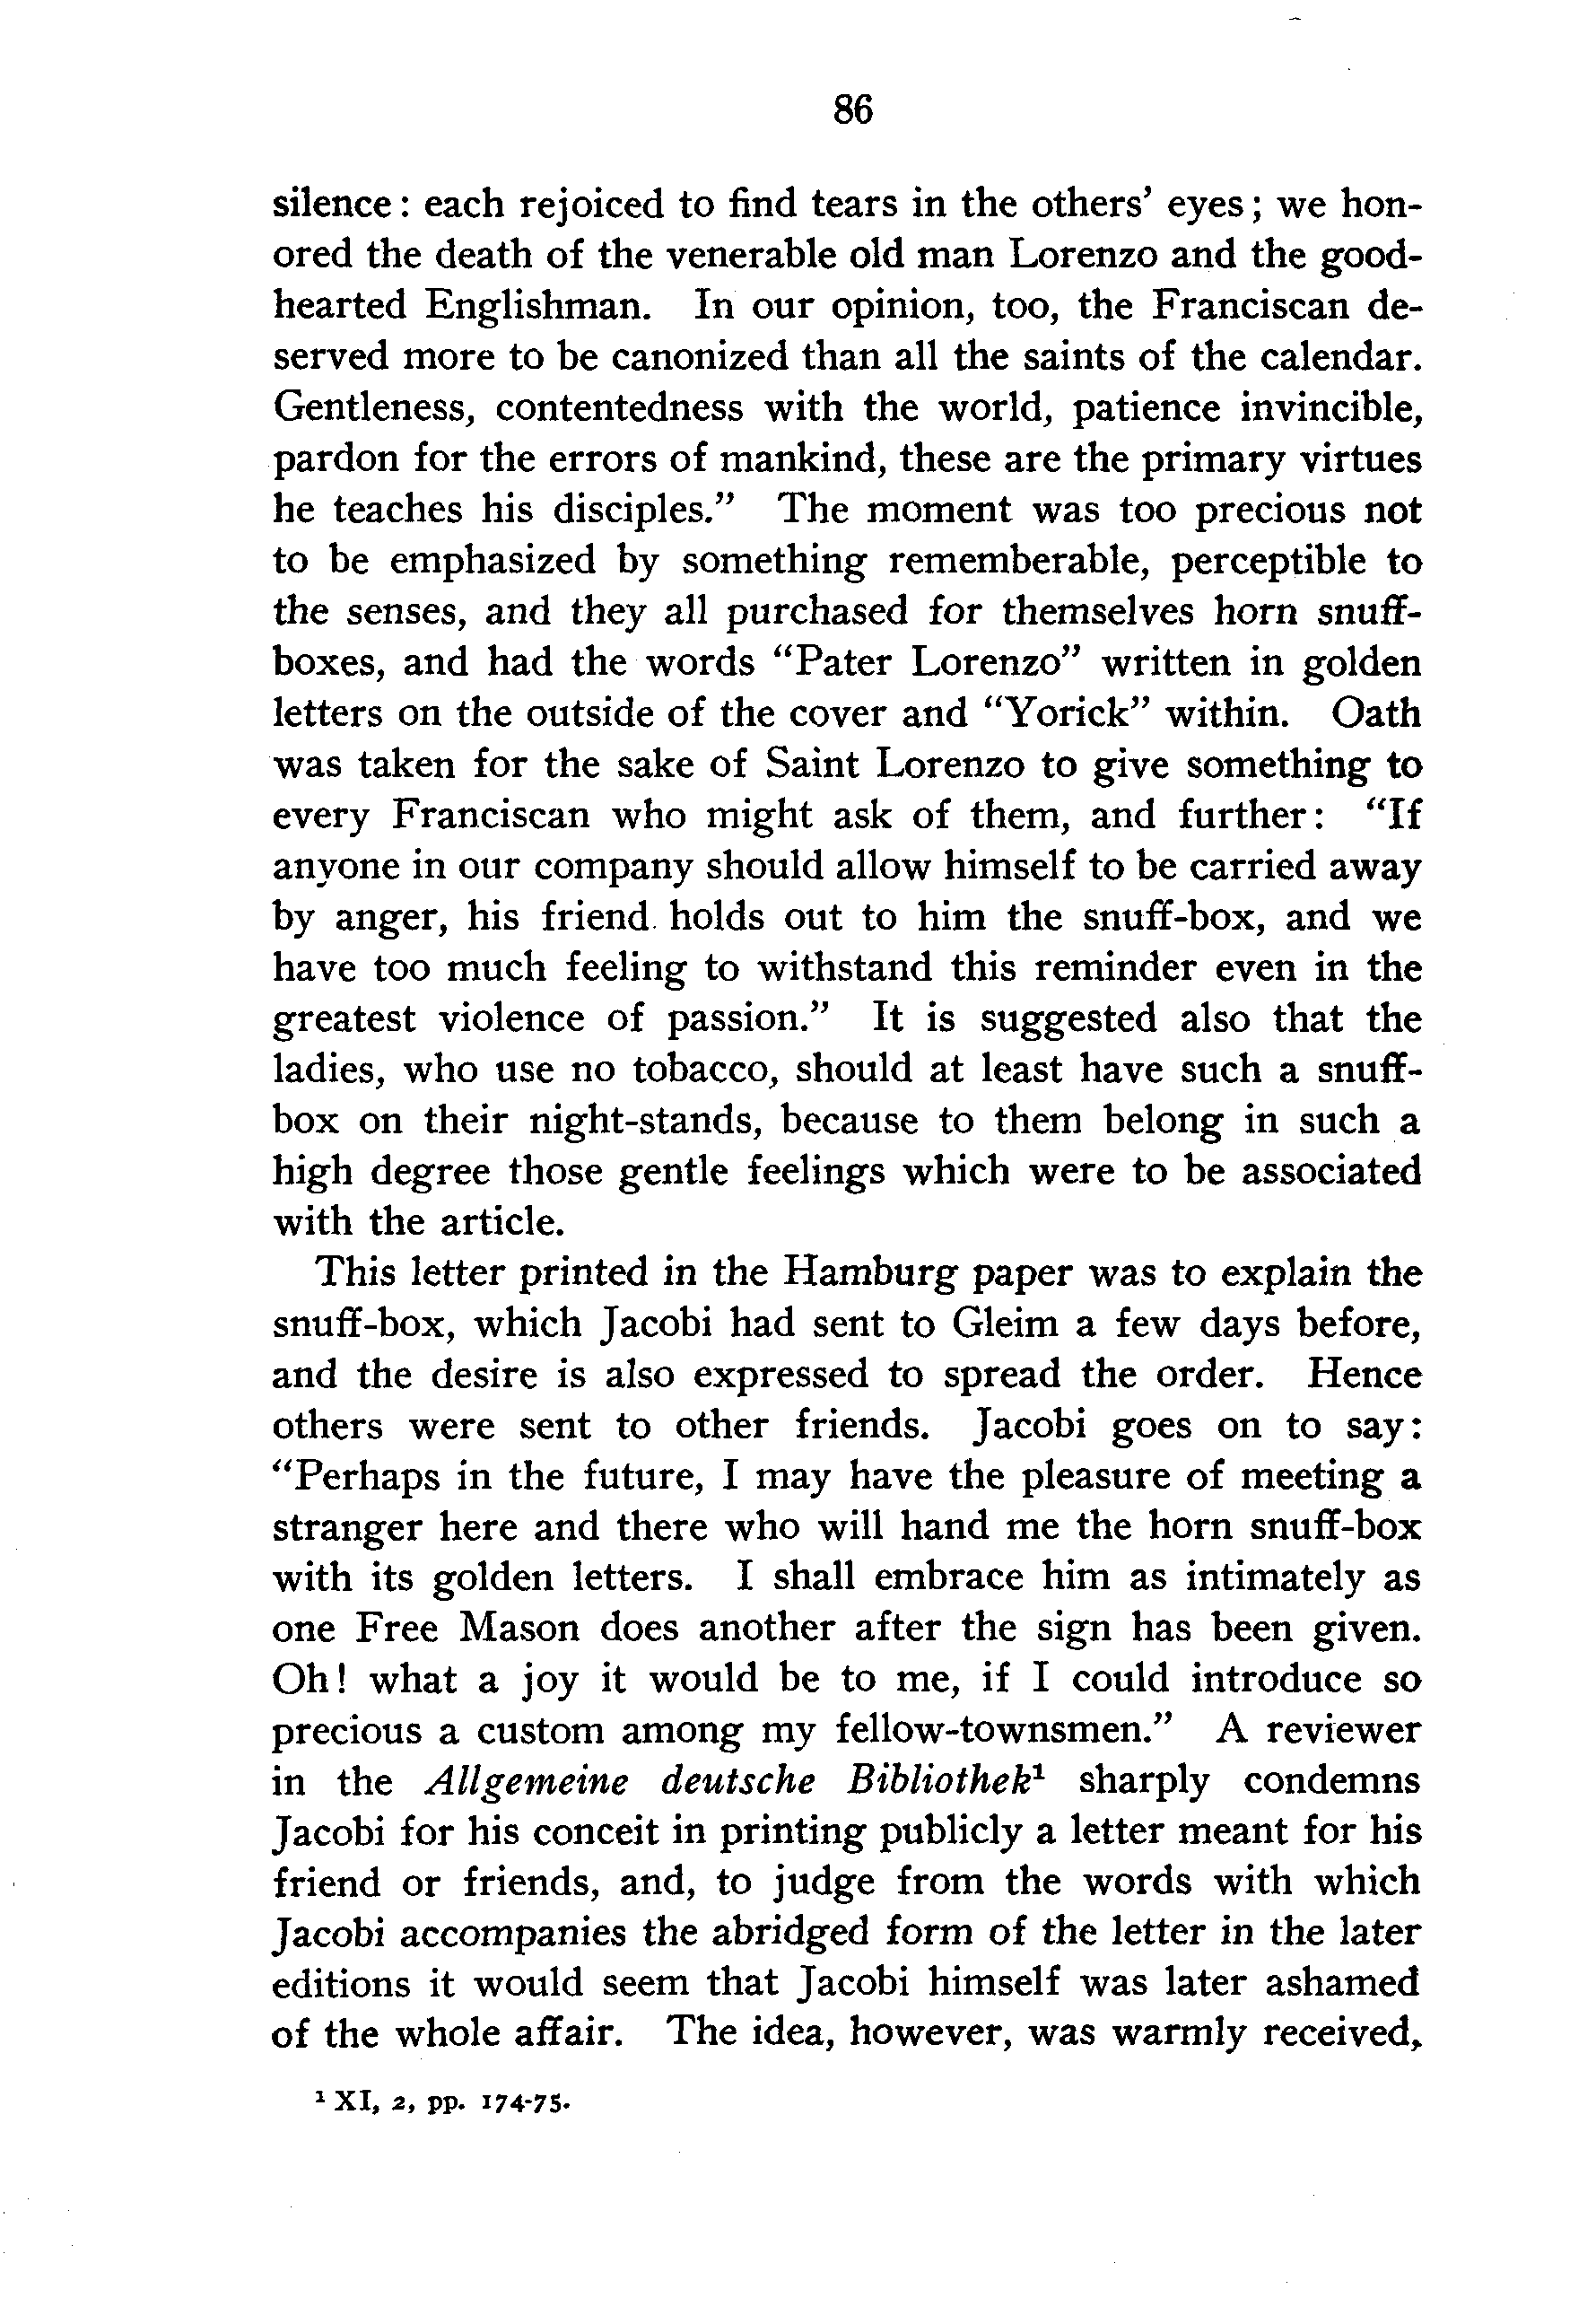 86
silence: each rejoiced to find tears in the others' eyes; we hon-
ored the death of the venerable old man Lorenzo and the good-
hearted Englishman. In our opinion, too, the Franciscan de-
served more to be canonized than all the saints of the calendar.
Gentleness, contentedness with the world, patience invincible,
pardon for the errors of mankind, these are the primary virtues
he teaches his disciples." The moment was too precious not
to be emphasized by something rememberable, perceptible to
the senses, and they all purchased for themselves horn snuff-
boxes, and had the words "Pater Lorenzo" written in golden
letters on the outside of the cover and "Yorick" within. Oath
was taken for the sake of Saint Lorenzo to give something to
every Franciscan who might ask of them, and further: "If
anyone in our company should allow himself to be carried away
by anger, his friend holds out to him the snuff-box, and we
have too much feeling to withstand this reminder even in the
greatest violence of passion." It is suggested also that the
ladies, who use no tobacco, should at least have such a snuff-
box on their night-stands, because to them belong in such a
high degree those gentle feelings which were to be associated
with the article.
This letter printed in the Hamburg paper was to explain the
snuff-box, which Jacobi had sent to Gleim a few days before,
and the desire is also expressed to spread the order. Hence
others were sent to other friends. Jacobi goes on to say:
"Perhaps in the future, I may have the pleasure of meeting a
stranger here and there who will hand me the horn snuff-box
with its golden letters. I shall embrace him as intimately as
one Free Mason does another after the sign has been given.
Oh! what a joy it would be to me, if I could introduce so
precious a custom among my fellow-townsmen." A reviewer
in the Allgemeine deutsche Bibliothek¹ sharply condemns
Jacobi for his conceit in printing publicly a letter meant for his
friend or friends, and, to judge from the words with which
Jacobi accompanies the abridged form of the letter in the later
editions it would seem that Jacobi himself was later ashamed
of the whole affair. The idea, however, was warmly received,
¹ XI, 2, pp. 174-75.